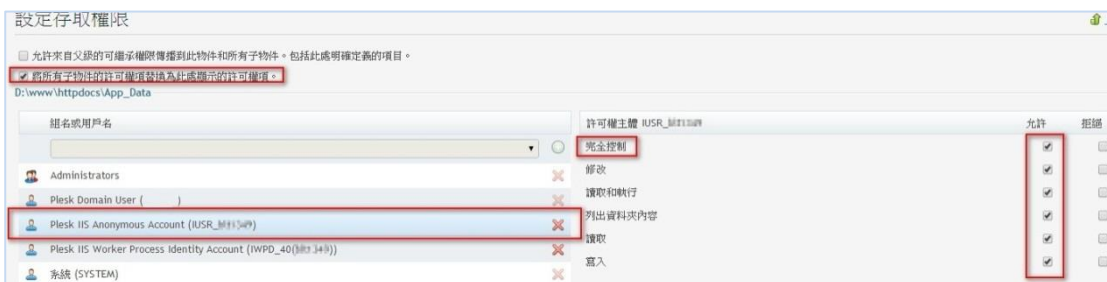 設定存取權限
允許來自父級的可繼承權限傳播到此物件和所有子物件。包括此處明確定義的項目。
將所有子物件的許可權項替換為此處顯示的許可權項。
D:\www\httpdocs\App_Data
組名或用戶名
許可權主體 IUSR_
允許
拒絕
完全控制
修改
讀取和執行
列出資料夾內容
讀取
寫入
Administrators
Plesk Domain User ( )
Plesk IIS Anonymous Account (IUSR_
Plesk IIS Worker Process Identity Account (IWPD_40(
系統 (SYSTEM)